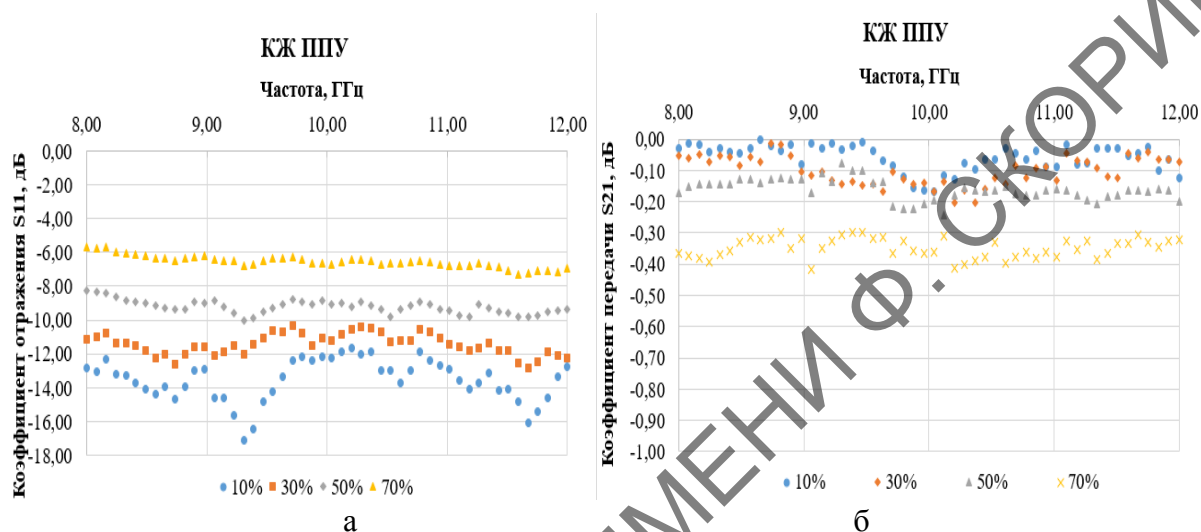 КЖ ППУ
Частота, ГГц
8,00 9,00 10,00 11,00 12,00
0,00
-2,00
-4,00
-6,00
-8,00
-10,00
-12,00
-14,00
-16,00
-18,00
Коэффициент отражения S11, дБ
10% 30% 50% 70%
а
КЖ ППУ
Частота, ГГц
8,00 9,00 10,00 11,00 12,00
0,00
-0,10
-0,20
-0,30
-0,40
-0,50
-0,60
-0,70
-0,80
-0,90
-1,00
Коэффициент передачи S21, дБ
10% 30% 50% 70%
б
ИМЕНИ Ф. СКОРИ